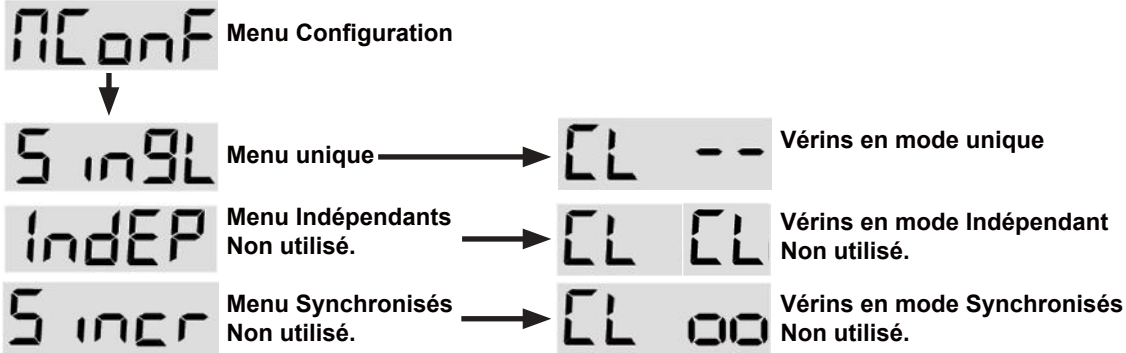 MConF Menu Configuration
SingL Menu unique CL -- Vérins en mode unique
IndEP Menu Indépendants
Non utilisé. CL CL Vérins en mode Indépendant
Non utilisé.
Sincr Menu Synchronisés
Non utilisé. CL oo Vérins en mode Synchronisés
Non utilisé.